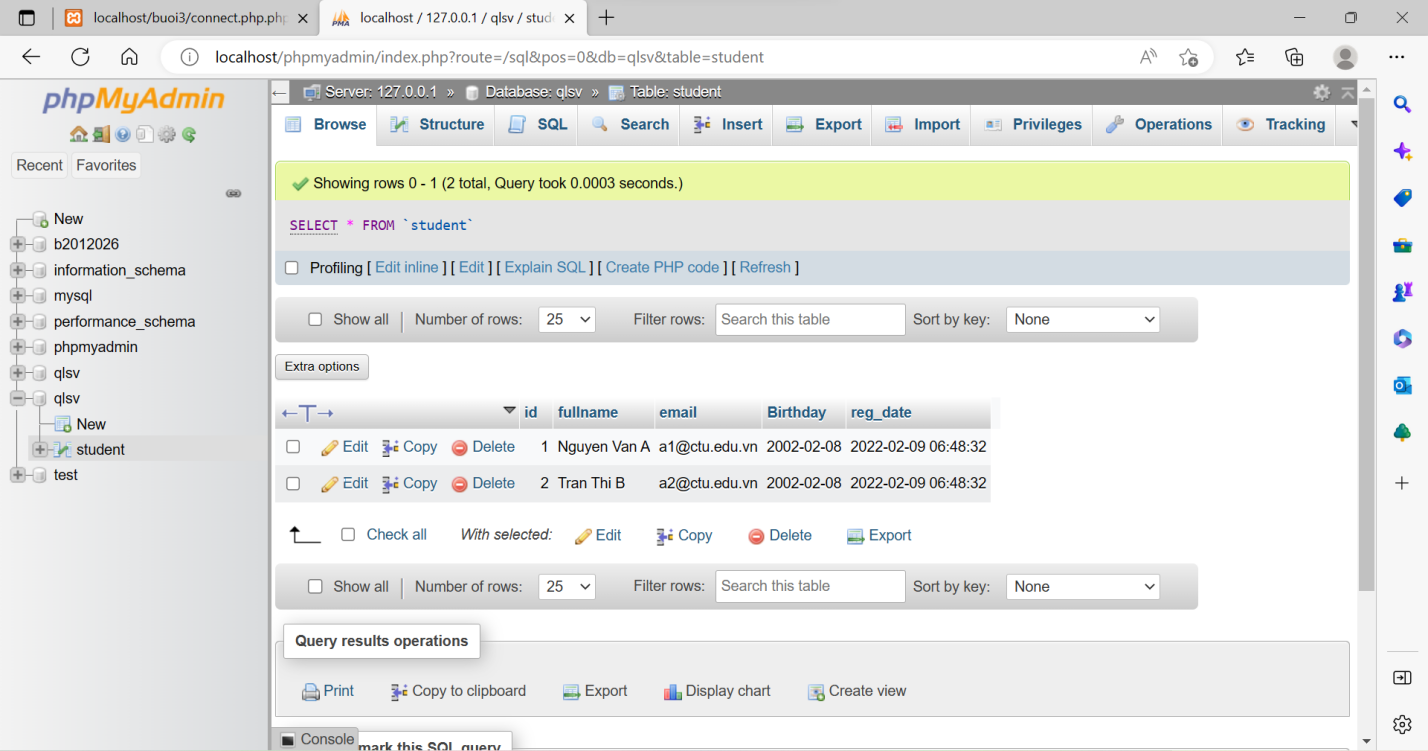 localhost/buoi3/connect.php.php
localhost / 127.0.0.1 / qlsv / stude
localhost/phpmyadmin/index.php?route=/sql&pos=0&db=qlsv&table=student
phpMyAdmin
Recent Favorites
New
b2012026
information_schema
mysql
performance_schema
phpmyadmin
qlsv
qlsv
New
student
test
Server: 127.0.0.1 » Database: qlsv » Table: student
Browse Structure SQL Search Insert Export Import Privileges Operations Tracking
Showing rows 0 - 1 (2 total, Query took 0.0003 seconds.)
SELECT * FROM `student`
Profiling [ Edit inline ] [ Edit ] [ Explain SQL ] [ Create PHP code ] [ Refresh ]
Show all | Number of rows: 25 Filter rows: Search this table Sort by key: None
Extra options
←T→ id fullname email Birthday reg_date
Edit Copy Delete 1 Nguyen Van A a1@ctu.edu.vn 2002-02-08 2022-02-09 06:48:32
Edit Copy Delete 2 Tran Thi B a2@ctu.edu.vn 2002-02-08 2022-02-09 06:48:32
Check all With selected: Edit Copy Delete Export
Show all | Number of rows: 25 Filter rows: Search this table Sort by key: None
Query results operations
Print Copy to clipboard Export Display chart Create view
Console
mark this SQL query